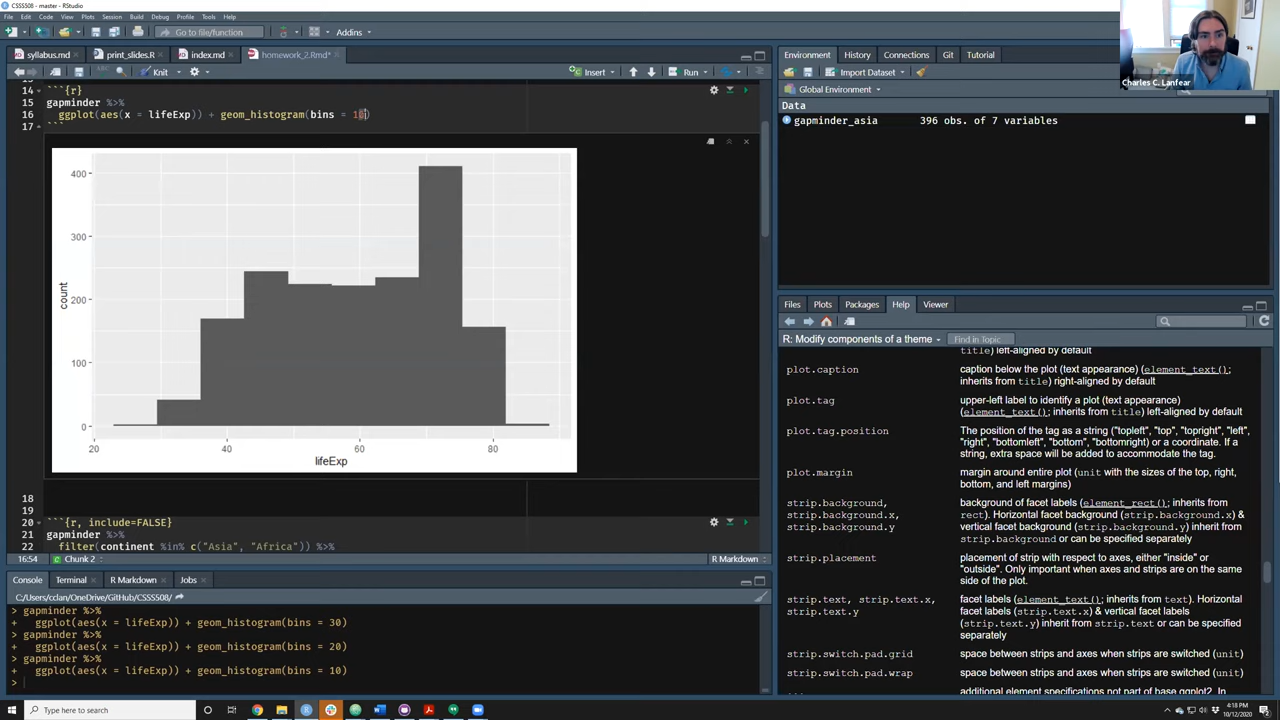 CSSS508 - master - RStudio
File Edit Code View Plots Session Build Debug Profile Tools Help
Go to file/function Addins
syllabus.md print_slides.R index.md homework_2.Rmd*
Knit Insert Run
14 ```{r}
15 gapminder %>%
16 ggplot(aes(x = lifeExp)) + geom_histogram(bins = 10)
17 ```
400
300
200
100
0
count
20 40 60 80
lifeExp
18
19
20 ```{r, include=FALSE}
21 gapminder %>%
22 filter(continent %in% c("Asia", "Africa")) %>%
16:54 Chunk 2 R Markdown
Console Terminal R Markdown Jobs
C:/Users/cclan/OneDrive/GitHub/CSSS508/
> gapminder %>%
+ ggplot(aes(x = lifeExp)) + geom_histogram(bins = 30)
> gapminder %>%
+ ggplot(aes(x = lifeExp)) + geom_histogram(bins = 20)
> gapminder %>%
+ ggplot(aes(x = lifeExp)) + geom_histogram(bins = 10)
>
Environment History Connections Git Tutorial
Import Dataset
Global Environment
Data
gapminder_asia 396 obs. of 7 variables
Charles C. Lanfear
Files Plots Packages Help Viewer
R: Modify components of a theme Find in Topic
title) left-aligned by default
plot.caption caption below the plot (text appearance) (element_text();
inherits from title) right-aligned by default
plot.tag upper-left label to identify a plot (text appearance)
(element_text(); inherits from title) left-aligned by default
plot.tag.position The position of the tag as a string ("topleft", "top", "topright", "left",
"right", "bottomleft", "bottom", "bottomright") or a coordinate. If a
string, extra space will be added to accommodate the tag.
plot.margin margin around entire plot (unit with the sizes of the top, right,
bottom, and left margins)
strip.background, background of facet labels (element_rect(); inherits from
strip.background.x, rect). Horizontal facet background (strip.background.x) &
strip.background.y vertical facet background (strip.background.y) inherit from
strip.background or can be specified separately
strip.placement placement of strip with respect to axes, either "inside" or
"outside". Only important when axes and strips are on the same
side of the plot.
strip.text, strip.text.x, facet labels (element_text(); inherits from text). Horizontal
strip.text.y facet labels (strip.text.x) & vertical facet labels
(strip.text.y) inherit from strip.text or can be specified
separately
strip.switch.pad.grid space between strips and axes when strips are switched (unit)
strip.switch.pad.wrap space between strips and axes when strips are switched (unit)
additional element specifications not part of base ggplot2. In
Type here to search
4:18 PM
10/12/2020